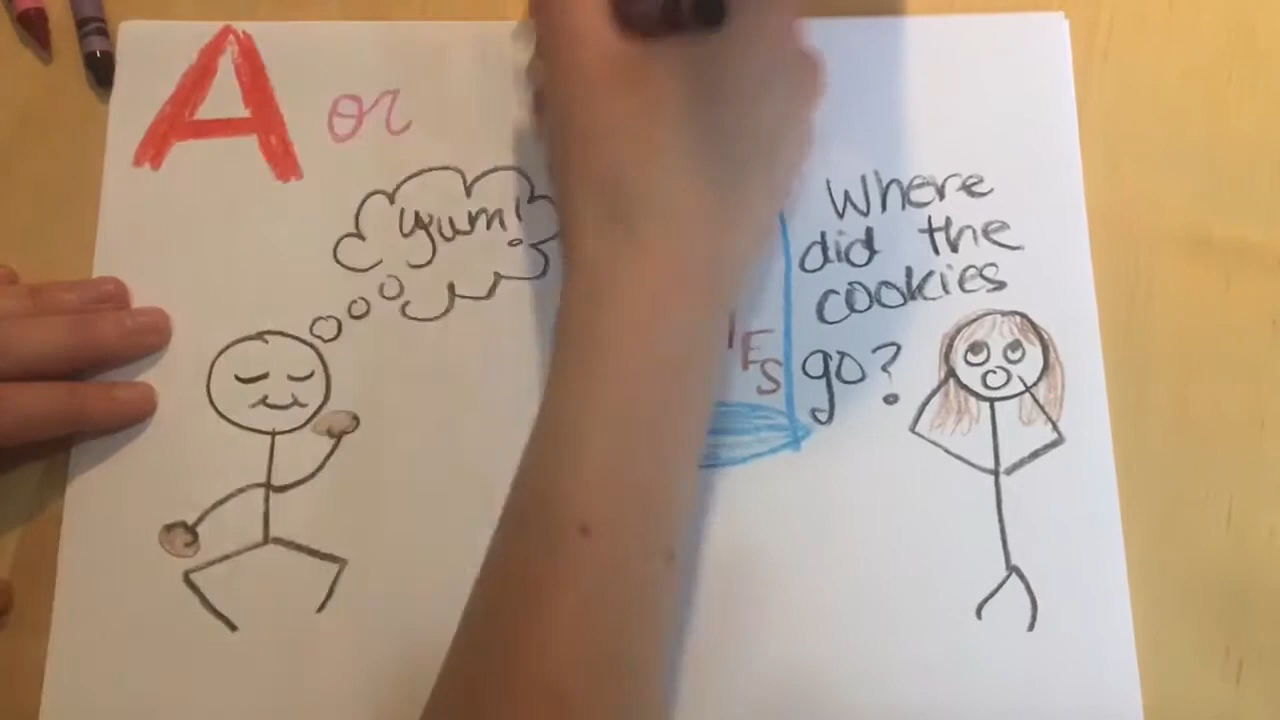 A or
yum!
Where
did the
cookies
go?